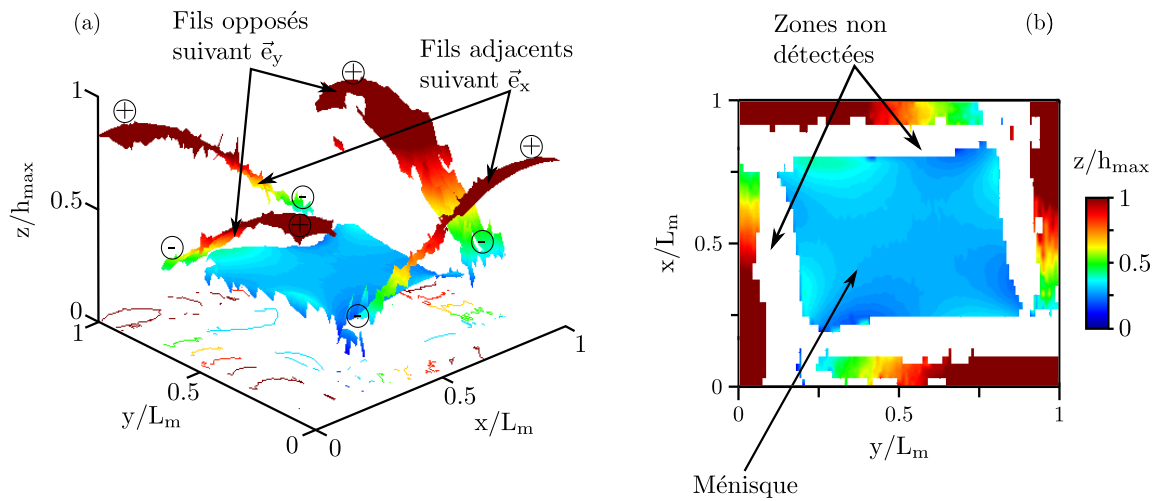 (a)
Fils opposés
suivant e⃗y
Fils adjacents
suivant e⃗x
+
+
+
+
-
-
-
-
z/hmax
1
0.5
0
1
0.5
0
y/Lm
0
0.5
1
x/Lm
(b)
Zones non
détectées
x/Lm
1
0.5
0
0
0.5
1
y/Lm
Ménisque
z/hmax
1
0.5
0